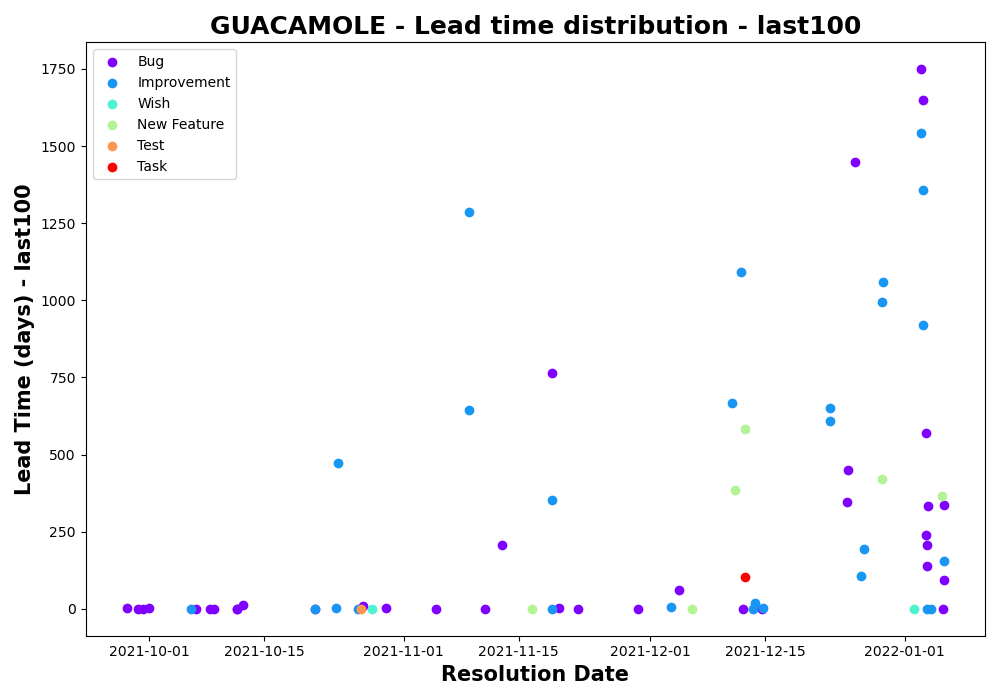 GUACAMOLE - Lead time distribution - last100
Bug
Improvement
Wish
New Feature
Test
Task
Lead Time (days) - last100
1750
1500
1250
1000
750
500
250
0
2021-10-01
2021-10-15
2021-11-01
2021-11-15
2021-12-01
2021-12-15
2022-01-01
Resolution Date